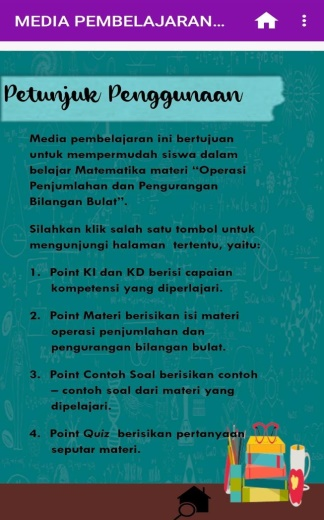 MEDIA PEMBELAJARAN...
Petunjuk Penggunaan
Media pembelajaran ini bertujuan
untuk mempermudah siswa dalam
belajar Matematika materi “Operasi
Penjumlahan dan Pengurangan
Bilangan Bulat”.
Silahkan klik salah satu tombol untuk
mengunjungi halaman tertentu, yaitu:
1. Point KI dan KD berisi capaian
kompetensi yang diperlajari.
2. Point Materi berisikan isi materi
operasi penjumlahan dan
pengurangan bilangan bulat.
3. Point Contoh Soal berisikan contoh
– contoh soal dari materi yang
dipelajari.
4. Point Quiz berisikan pertanyaan
seputar materi.